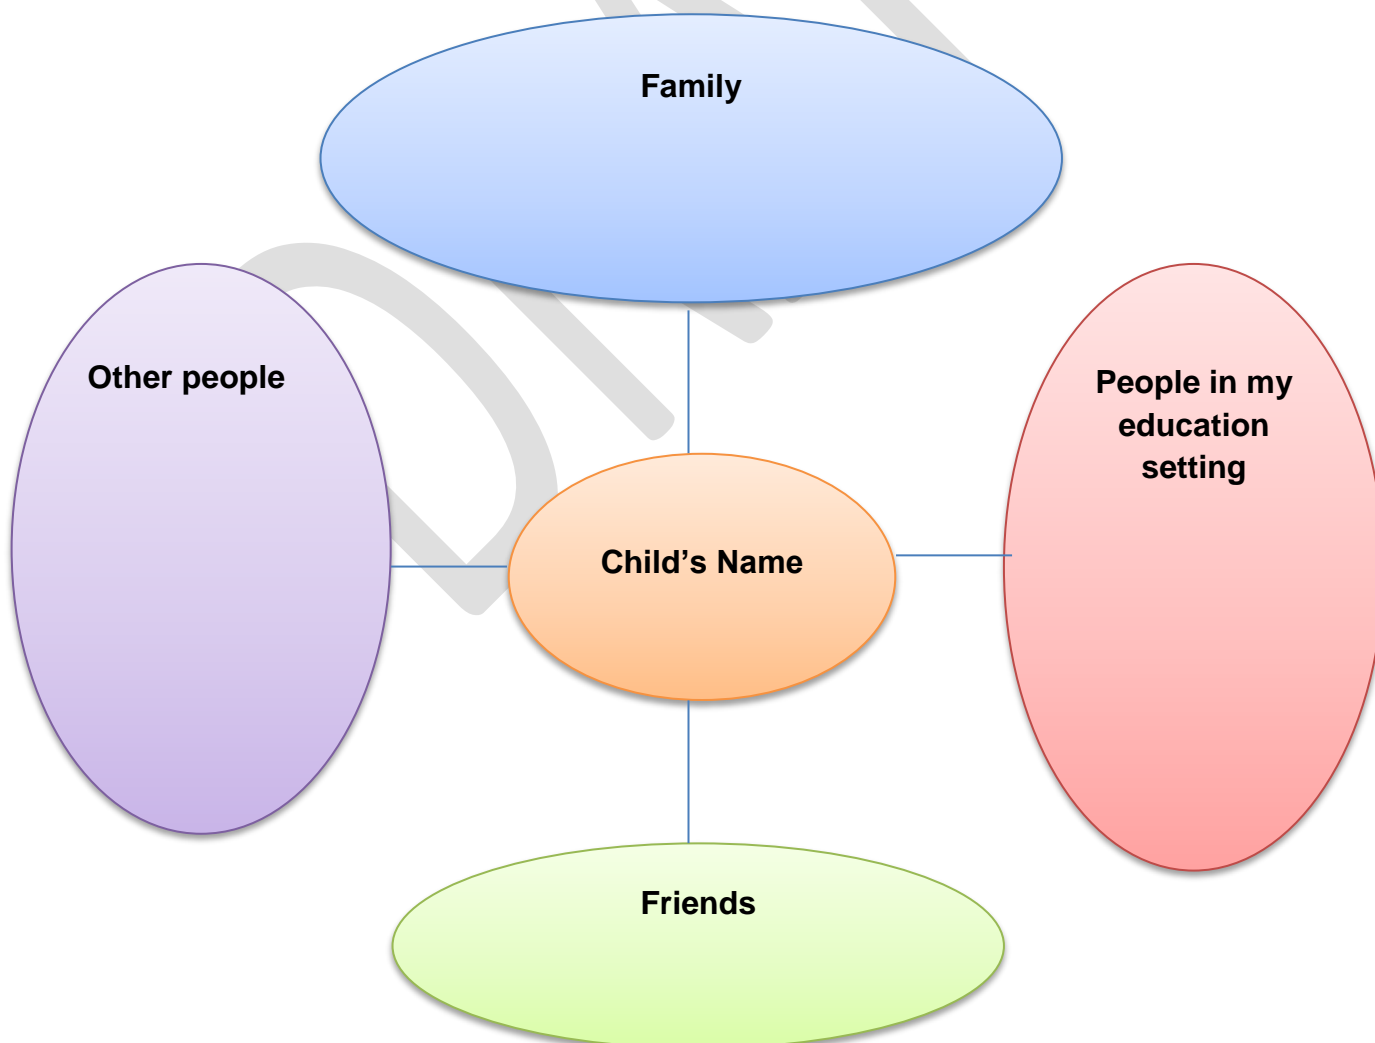 Family
Other people
People in my
education
setting
Child’s Name
Friends